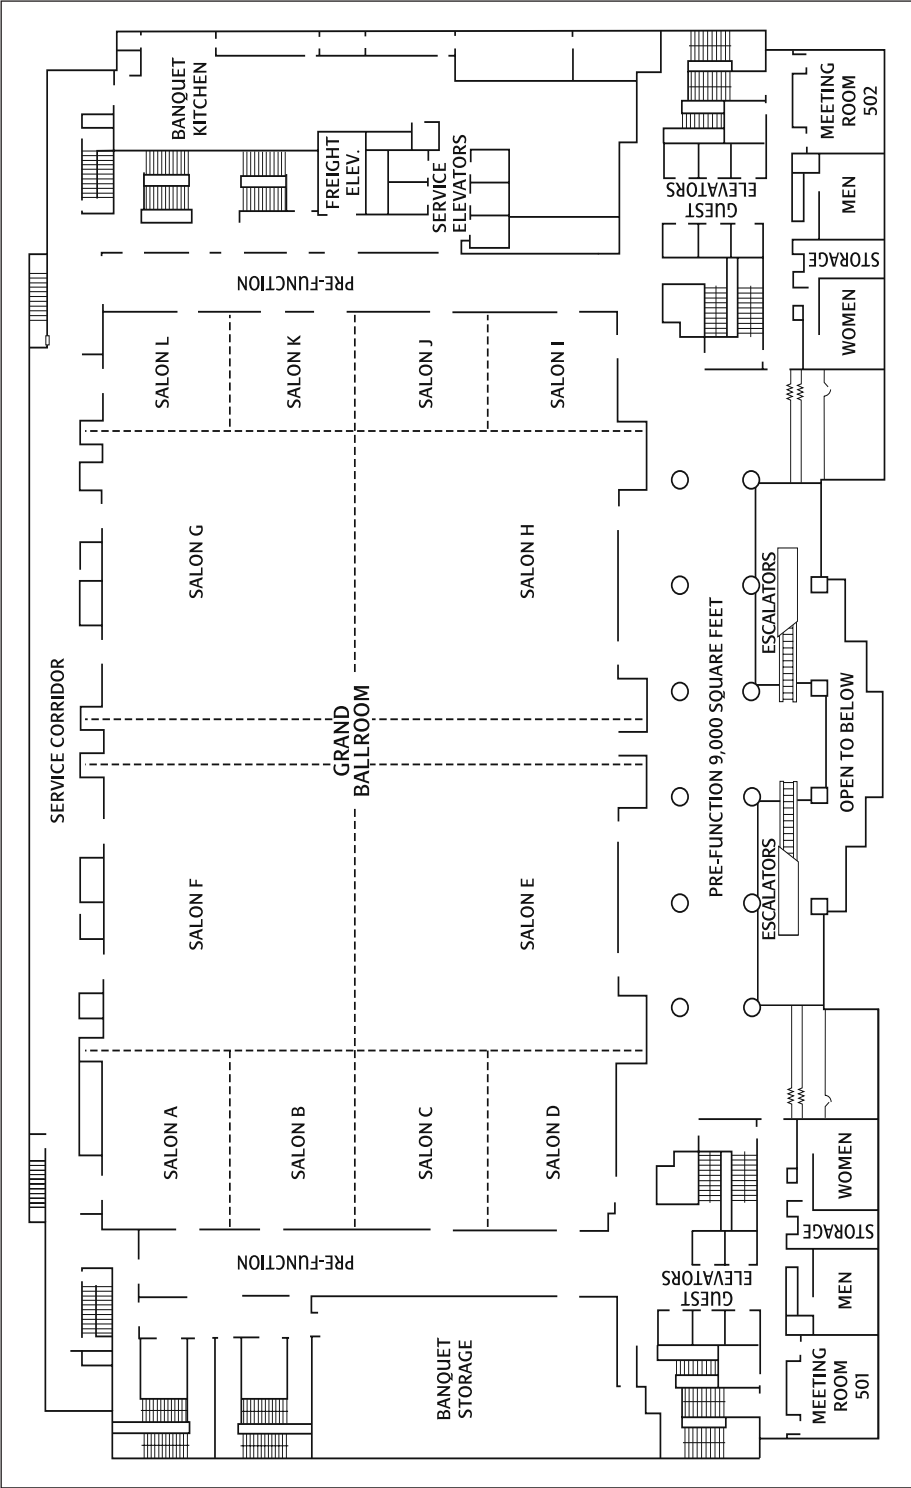 BANQUET
KITCHEN
FREIGHT
ELEV.
SERVICE
ELEVATORS
GUEST
ELEVATORS
MEETING
ROOM
502
MEN
STORAGE
WOMEN
PRE-FUNCTION
SALON L
SALON K
SALON J
SALON I
SALON G
SALON H
SERVICE CORRIDOR
GRAND
BALLROOM
PRE-FUNCTION 9,000 SQUARE FEET
ESCALATORS
OPEN TO BELOW
ESCALATORS
SALON F
SALON E
SALON A
SALON B
SALON C
SALON D
WOMEN
STORAGE
MEN
PRE-FUNCTION
GUEST
ELEVATORS
BANQUET
STORAGE
MEETING
ROOM
501